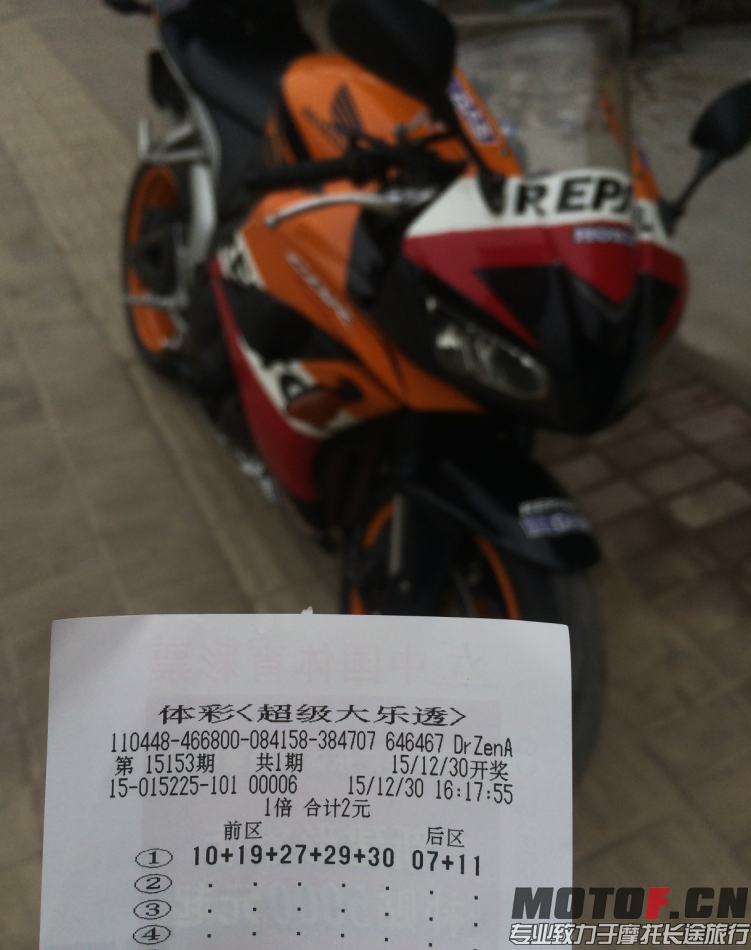 REPS
HONDA
CBR
体彩<超级大乐透>
110448-466800-084158-384707 646467 DrZenA
第 15153期 共1期 15/12/30开奖
15-015225-101 00006 15/12/30 16:17:55
1倍 合计2元
前区 后区
① 10+19+27+29+30 07+11
②
③
④
MOTOF.CN
专业致力于摩托长途旅行